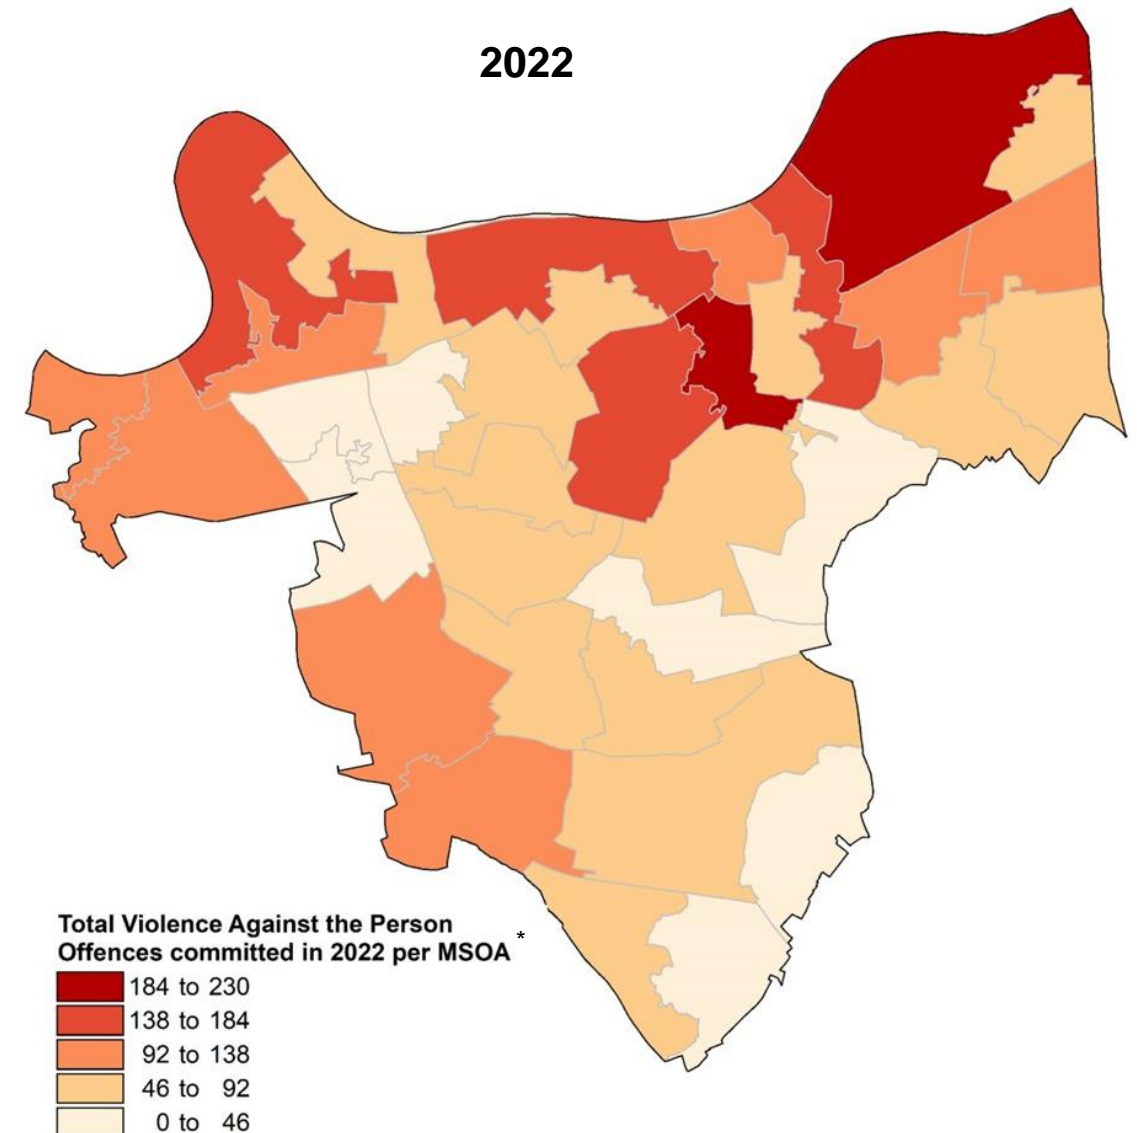 2022
Total Violence Against the Person
Offences committed in 2022 per MSOA *
184 to 230
138 to 184
92 to 138
46 to 92
0 to 46